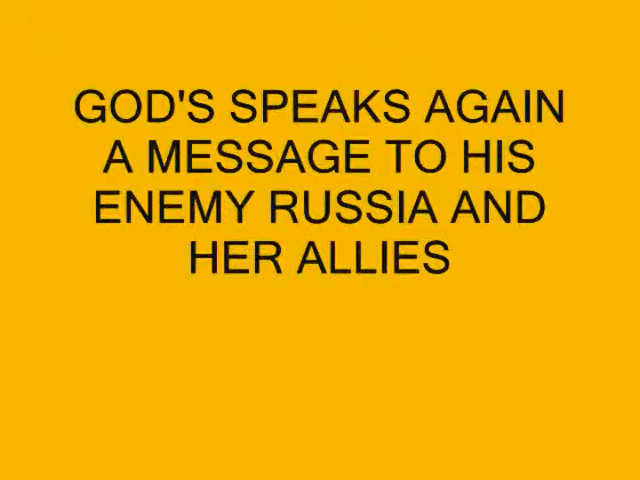 GOD'S SPEAKS AGAIN
A MESSAGE TO HIS
ENEMY RUSSIA AND
HER ALLIES